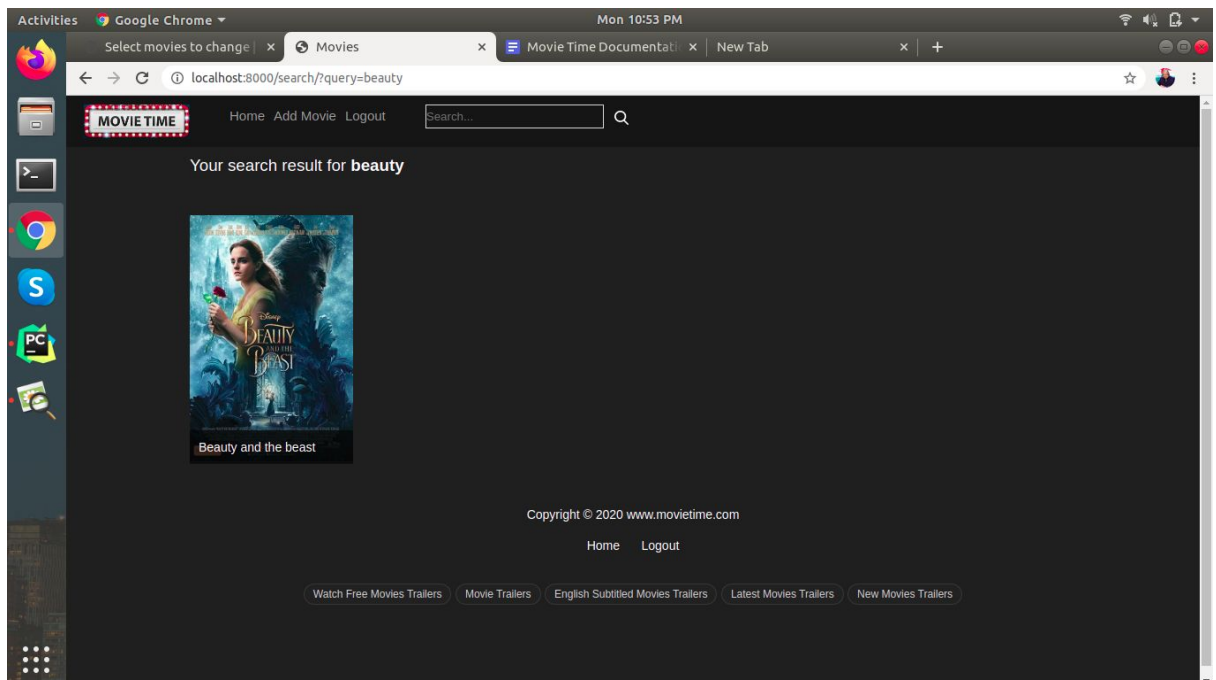 Activities Google Chrome Mon 10:53 PM
Select movies to change | Movies Movie Time Documentati New Tab
localhost:8000/search/?query=beauty
MOVIE TIME Home Add Movie Logout Search...
Your search result for beauty
Disney
BEAUTY
AND THE
BEAST
Beauty and the beast
Copyright © 2020 www.movietime.com
Home Logout
Watch Free Movies Trailers Movie Trailers English Subtitled Movies Trailers Latest Movies Trailers New Movies Trailers
S
PC